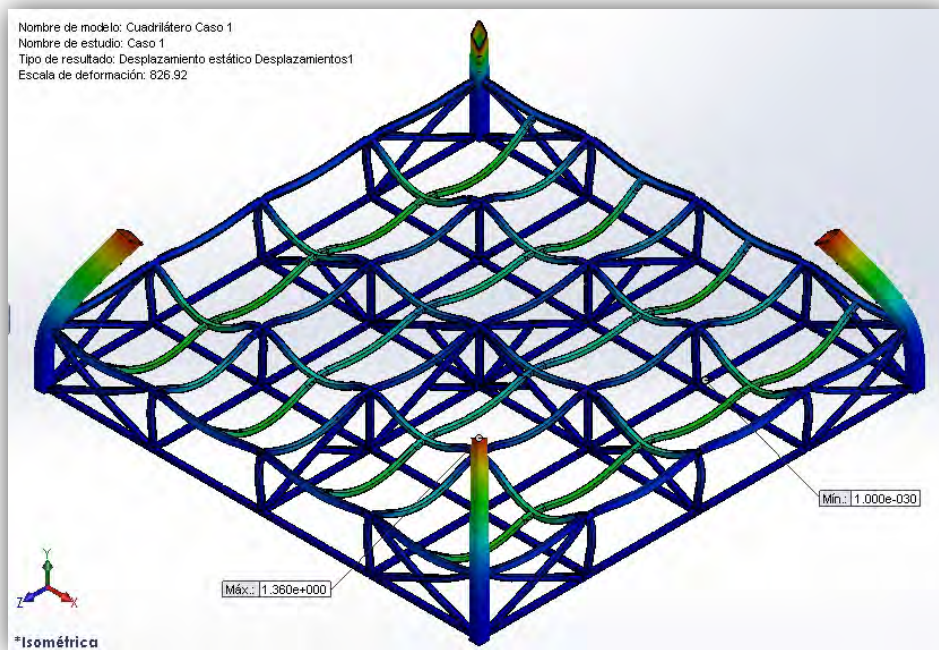 Nombre de modelo: Cuadrilátero Caso 1
Nombre de estudio: Caso 1
Tipo de resultado: Desplazamiento estático Desplazamientos1
Escala de deformación: 826.92
Mín.: 1.000e-030
Máx.: 1.360e+000
Y
Z
X
*Isométrica